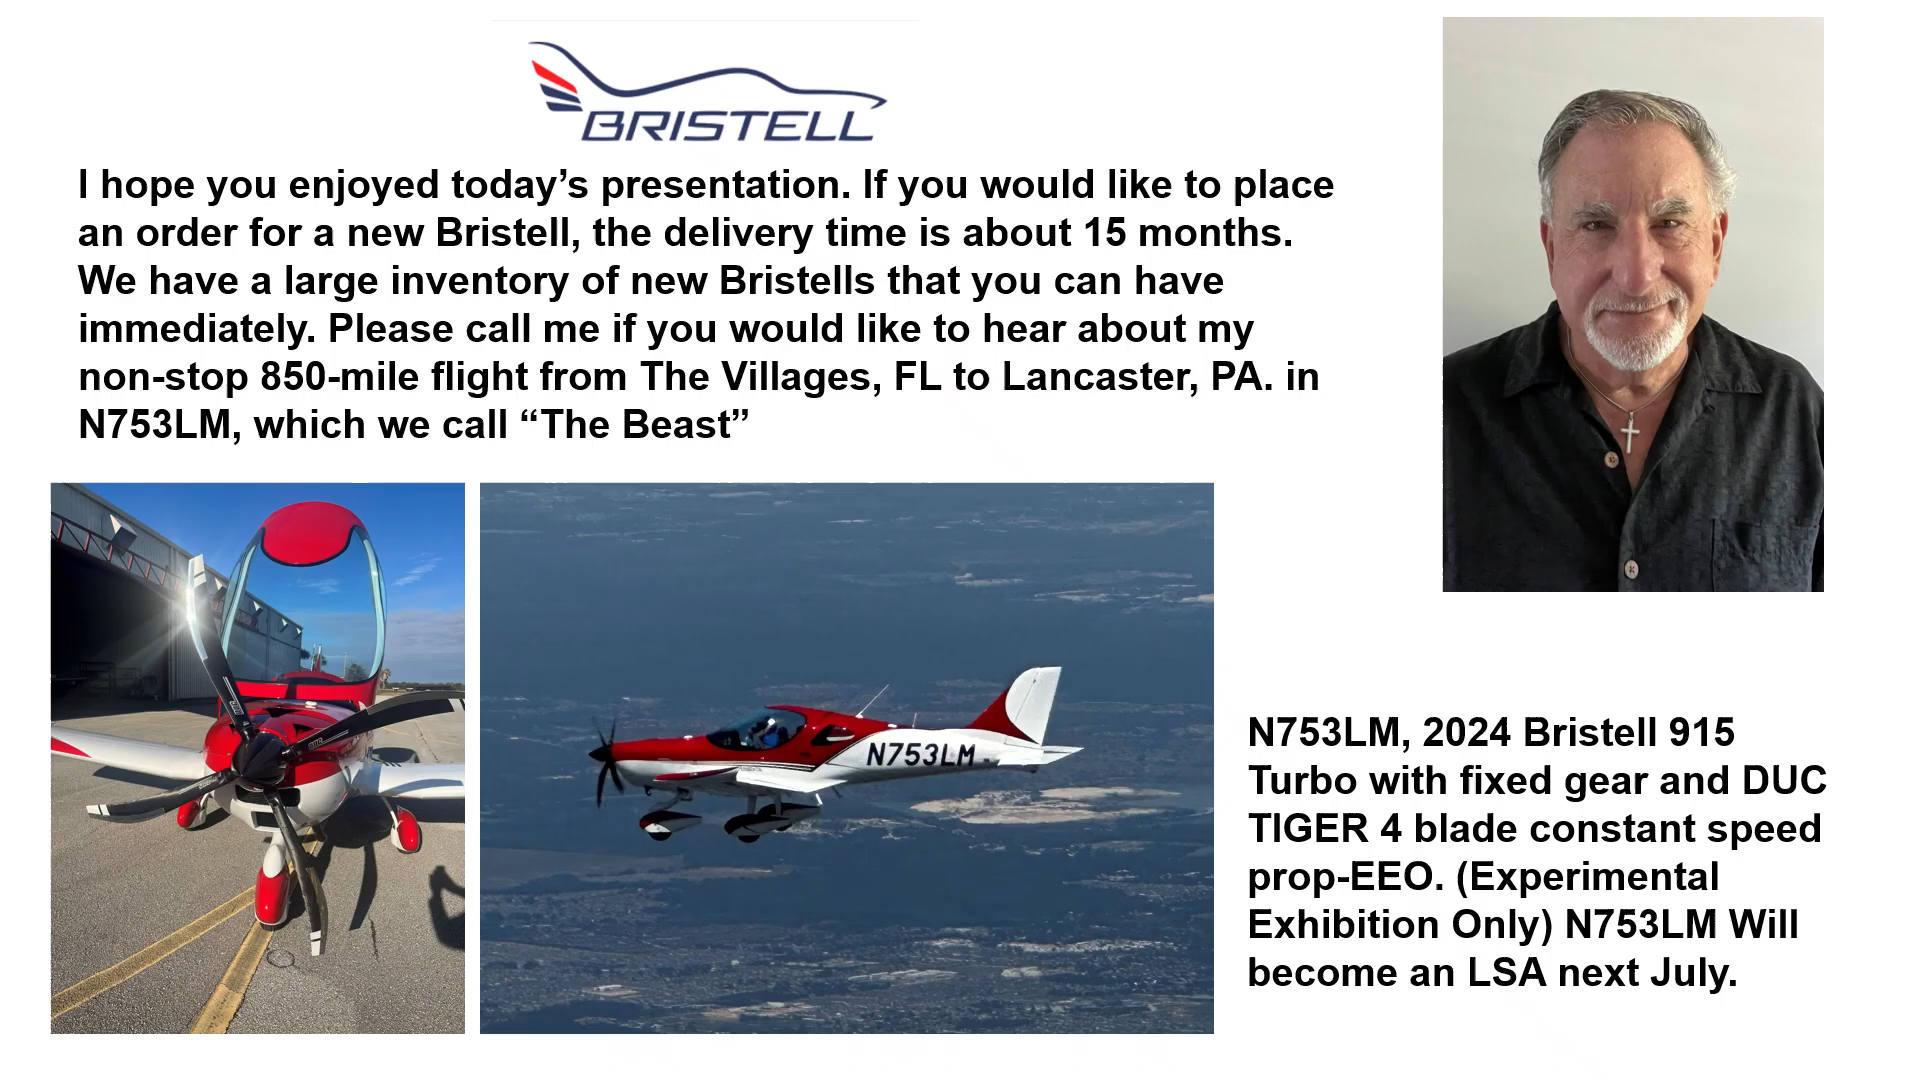 BRISTELL
I hope you enjoyed today’s presentation. If you would like to place
an order for a new Bristell, the delivery time is about 15 months.
We have a large inventory of new Bristells that you can have
immediately. Please call me if you would like to hear about my
non-stop 850-mile flight from The Villages, FL to Lancaster, PA. in
N753LM, which we call “The Beast”
N753LM
N753LM, 2024 Bristell 915
Turbo with fixed gear and DUC
TIGER 4 blade constant speed
prop-EEO. (Experimental
Exhibition Only) N753LM Will
become an LSA next July.